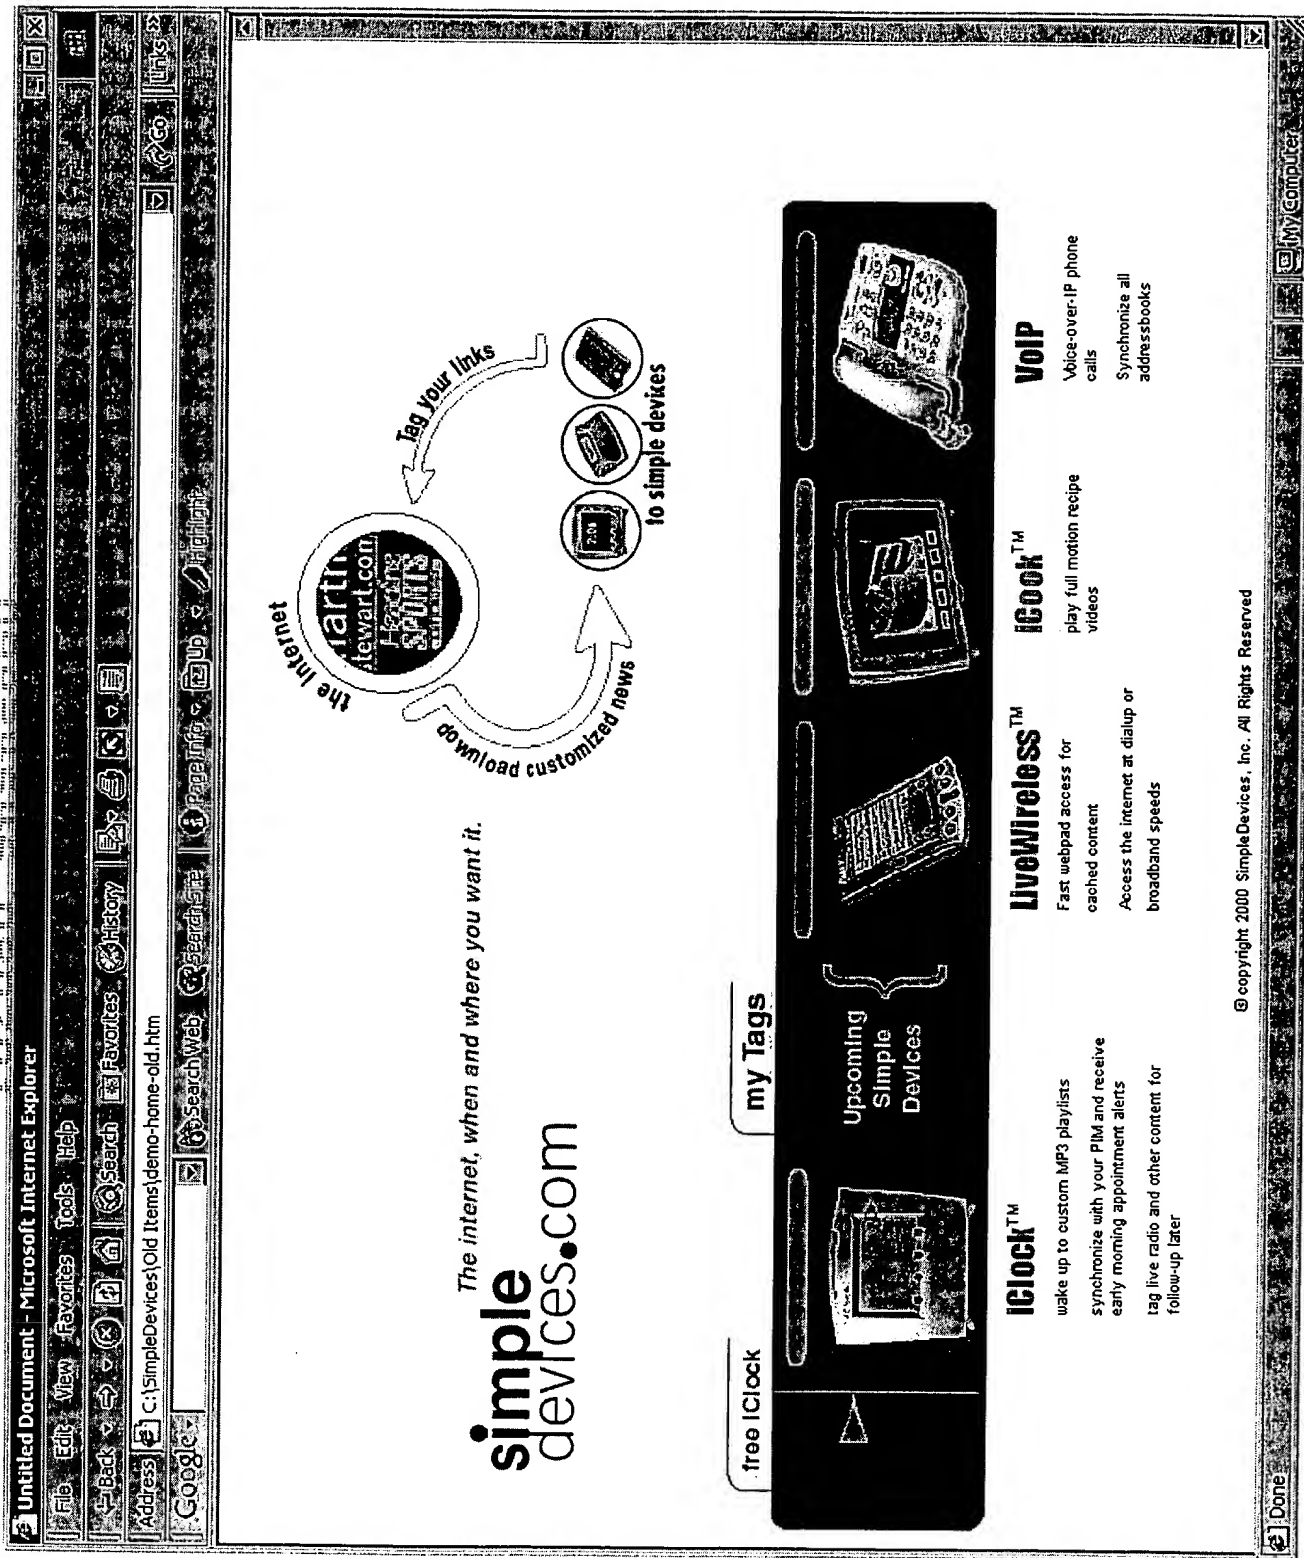 Untitled Document - Microsoft Internet Explorer
File Edit View Favorites Tools Help
Back Search Favorites History
Address C:\SimpleDevices\Old Items\demo-home-old.htm Go Links »
Google Search Web Search Site Page Info Up Highlight
The internet, when and where you want it.
simple
devices.com
the Internet
tewart.com
SPORTS
Tag your links
download customized news
to simple devices
free IClock
my Tags
Upcoming
Simple
Devices
iClock™
wake up to custom MP3 playlists
synchronize with your PIM and receive
early morning appointment alerts
tag live radio and other content for
follow-up later
LiveWireless™
Fast webpad access for
cached content
Access the internet at dialup or
broadband speeds
iCook™
play full motion recipe
videos
VoIP
Voice-over-IP phone
calls
Synchronize all
addressbooks
© copyright 2000 SimpleDevices, Inc. All Rights Reserved
Done My Computer